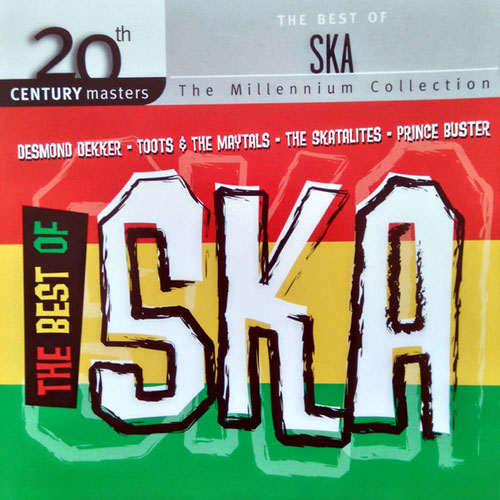 20th
CENTURY masters
THE BEST OF
SKA
The Millennium Collection
DESMOND DEKKER - TOOTS & THE MAYTALS - THE SKATALITES - PRINCE BUSTER
THE BEST OF
SKA